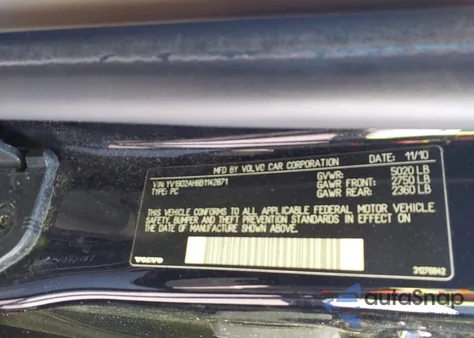 MFD BY VOLVO CAR CORPORATION DATE: 11/10
VIN: YV1902AH6B1142871 GVWR: 5020 LB
TYPE: PC GAWR FRONT: 2750 LB
GAWR REAR: 2360 LB
THIS VEHICLE CONFORMS TO ALL APPLICABLE FEDERAL MOTOR VEHICLE
SAFETY, BUMPER AND THEFT PREVENTION STANDARDS IN EFFECT ON
THE DATE OF MANUFACTURE SHOWN ABOVE.
VOLVO 31276842
autoSnap